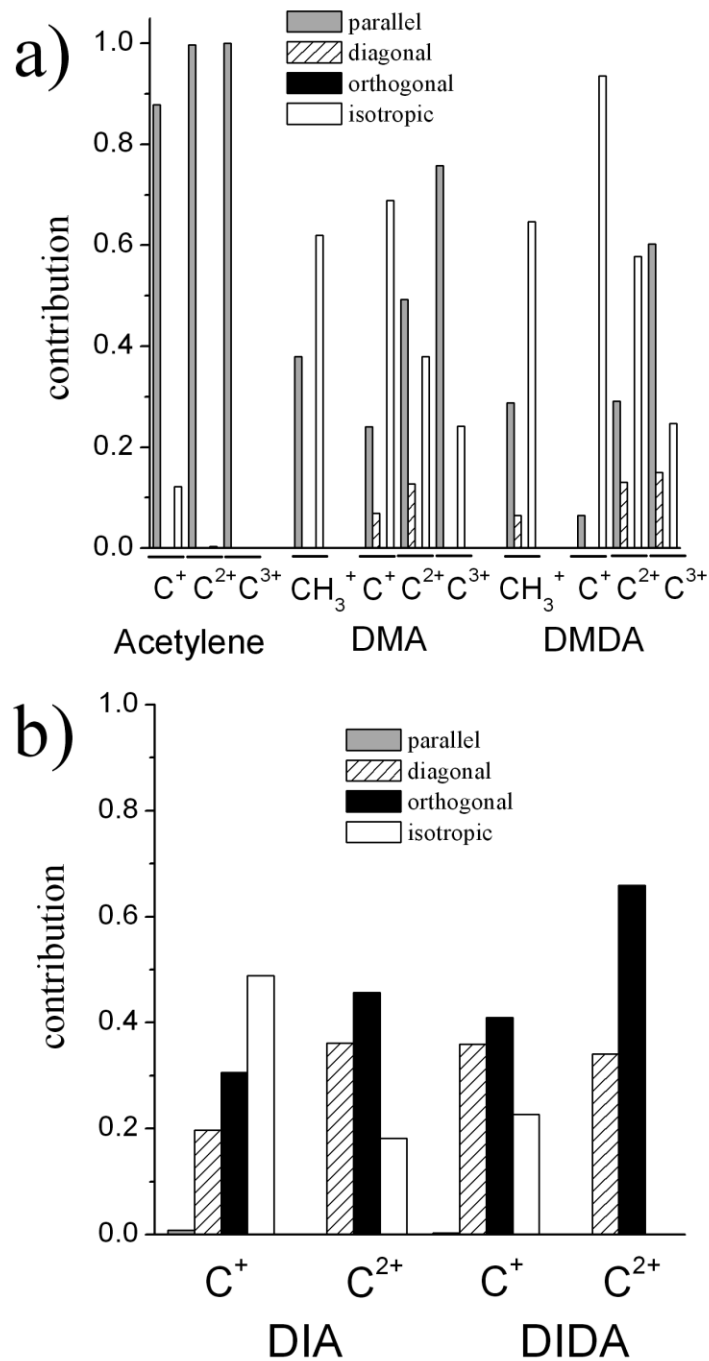 a)
parallel
diagonal
orthogonal
isotropic
contribution
1.0
0.8
0.6
0.4
0.2
0.0
C⁺ C²⁺ C³⁺ CH₃⁺ C⁺ C²⁺ C³⁺ CH₃⁺ C⁺ C²⁺ C³⁺
Acetylene DMA DMDA
b)
parallel
diagonal
orthogonal
isotropic
contribution
1.0
0.8
0.6
0.4
0.2
0.0
C⁺ C²⁺ C⁺ C²⁺
DIA DIDA